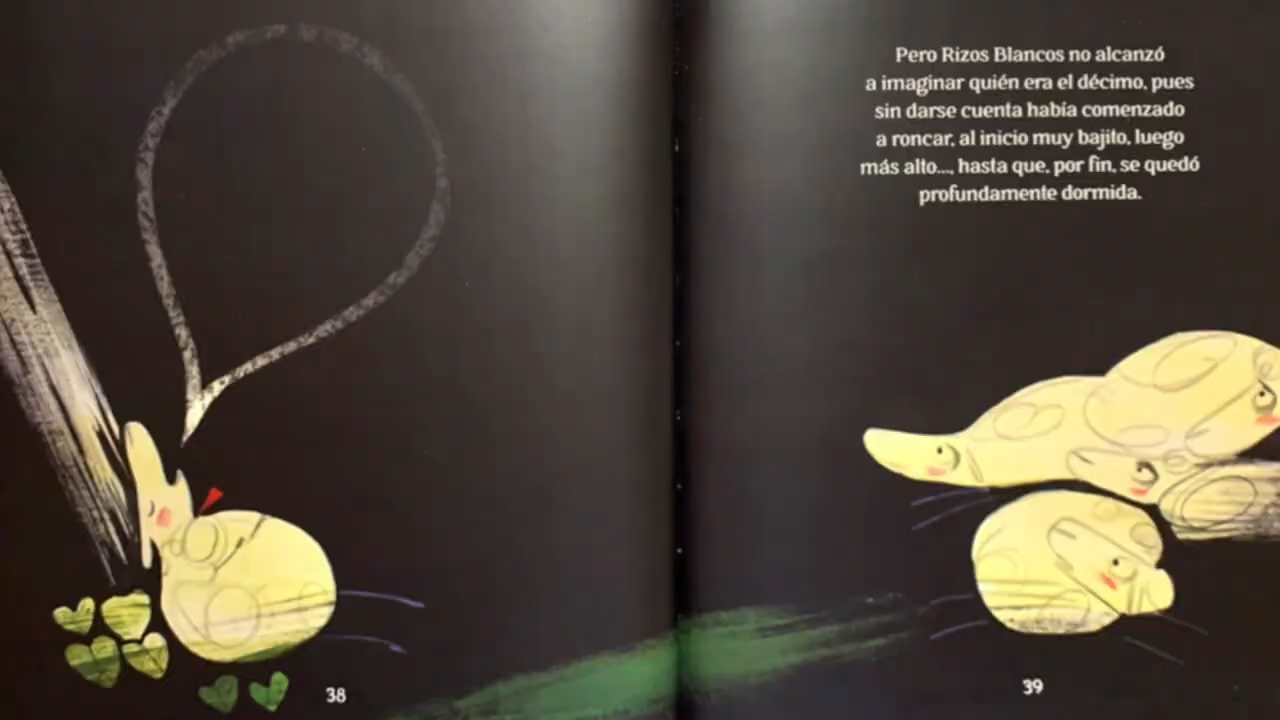 Pero Rizos Blancos no alcanzó
a imaginar quién era el décimo, pues
sin darse cuenta había comenzado
a roncar, al inicio muy bajito, luego
más alto..., hasta que, por fin, se quedó
profundamente dormida.
38
39